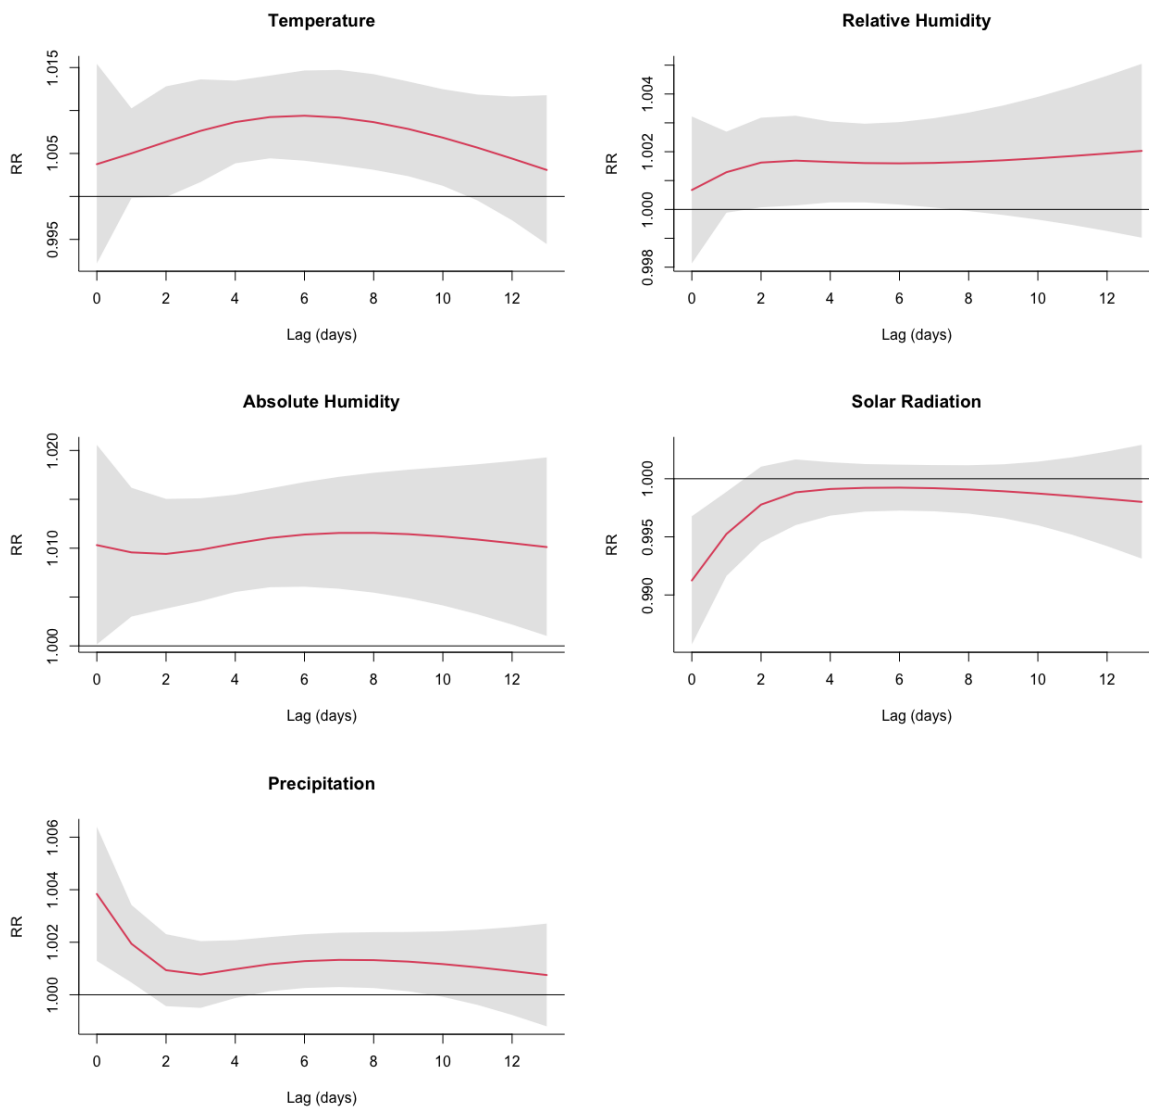 Temperature
RR
0.995 1.005 1.015
0 2 4 6 8 10 12
Lag (days)
Relative Humidity
RR
0.998 1.000 1.002 1.004
0 2 4 6 8 10 12
Lag (days)
Absolute Humidity
RR
1.000 1.010 1.020
0 2 4 6 8 10 12
Lag (days)
Solar Radiation
RR
0.990 0.995 1.000
0 2 4 6 8 10 12
Lag (days)
Precipitation
RR
1.000 1.002 1.004 1.006
0 2 4 6 8 10 12
Lag (days)